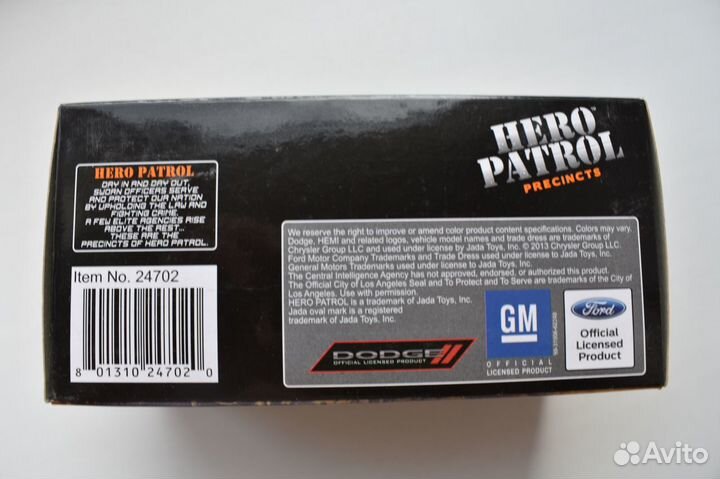 HERO
PATROL™
PRECINCTS
HERO PATROL
DAY IN AND DAY OUT,
SWORN OFFICERS SERVE
AND PROTECT OUR NATION
BY UPHOLDING THE LAW AND
FIGHTING CRIME.
A FEW ELITE AGENCIES RISE
ABOVE THE REST...
THESE ARE THE
PRECINCTS OF HERO PATROL.
Item No. 24702
8 01310 24702 0
We reserve the right to improve or amend color product content specifications. Colors may vary.
Dodge, HEMI and related logos, vehicle model names and trade dress are trademarks of
Chrysler Group LLC and used under license by Jada Toys, Inc. © 2013 Chrysler Group LLC.
Ford Motor Company Trademarks and Trade Dress used under license to Jada Toys, Inc.
General Motors Trademarks used under license to Jada Toys, Inc.
The Central Intelligence Agency has not approved, endorsed, or authorized this product.
The Official City of Los Angeles Seal and To Protect and To Serve are trademarks of the City of
Los Angeles. Use with permission.
HERO PATROL is a trademark of Jada Toys, Inc.
Jada oval mark is a registered
trademark of Jada Toys, Inc.
DODGE
OFFICIAL LICENSED PRODUCT
GM
OFFICIAL
LICENSED PRODUCT
Ford
Official
Licensed
Product
Avito